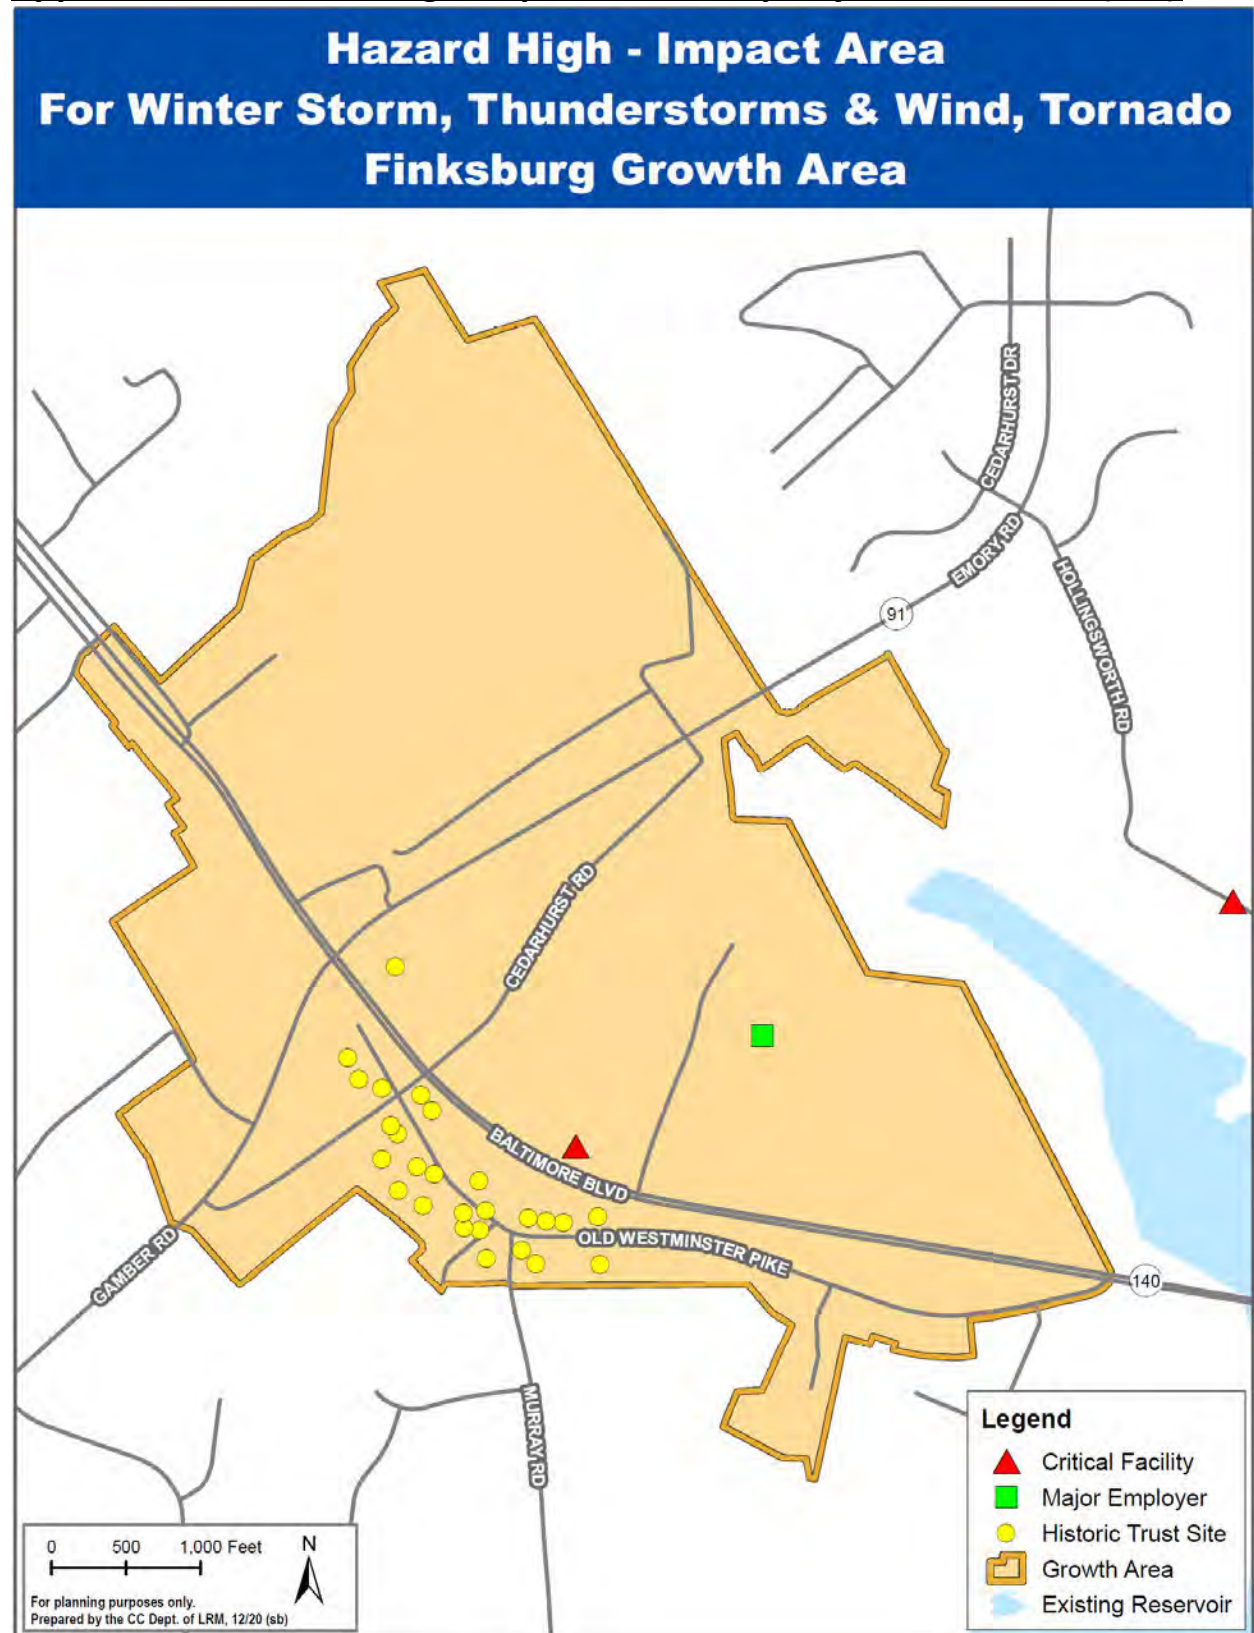 Hazard High - Impact Area
For Winter Storm, Thunderstorms & Wind, Tornado
Finksburg Growth Area
CEDARHURST DR
EMORY RD
91
HOLLINGSWORTH RD
CEDARHURST RD
BALTIMORE BLVD
OLD WESTMINSTER PIKE
140
GAMBER RD
MURRAY RD
Legend
Critical Facility
Major Employer
Historic Trust Site
Growth Area
Existing Reservoir
0 500 1,000 Feet N
For planning purposes only.
Prepared by the CC Dept. of LRM, 12/20 (sb)